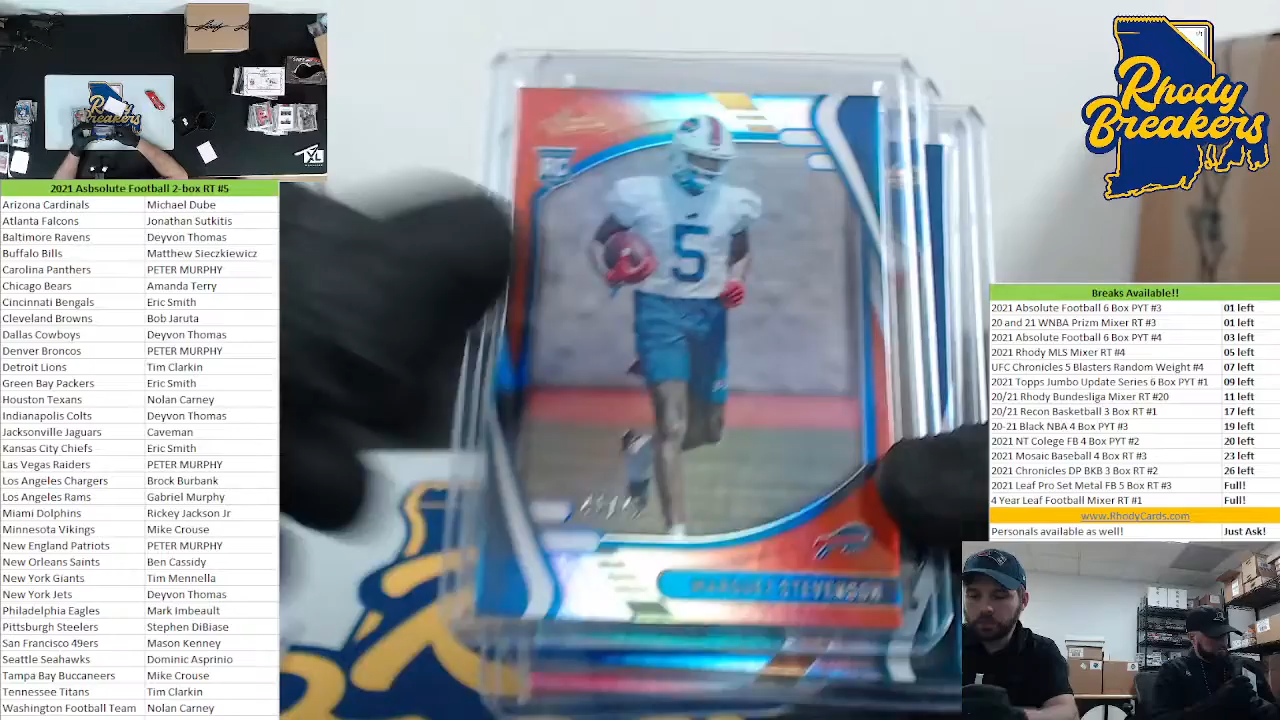 2021 Asbsolute Football 2-box RT #5
Arizona Cardinals Michael Dube
Atlanta Falcons Jonathan Sutkitis
Baltimore Ravens Deyvon Thomas
Buffalo Bills Matthew Sieczkiewicz
Carolina Panthers PETER MURPHY
Chicago Bears Amanda Terry
Cincinnati Bengals Eric Smith
Cleveland Browns Bob Jaruta
Dallas Cowboys Deyvon Thomas
Denver Broncos PETER MURPHY
Detroit Lions Tim Clarkin
Green Bay Packers Eric Smith
Houston Texans Nolan Carney
Indianapolis Colts Deyvon Thomas
Jacksonville Jaguars Caveman
Kansas City Chiefs Eric Smith
Las Vegas Raiders PETER MURPHY
Los Angeles Chargers Brock Burbank
Los Angeles Rams Gabriel Murphy
Miami Dolphins Rickey Jackson Jr
Minnesota Vikings Mike Crouse
New England Patriots PETER MURPHY
New Orleans Saints Ben Cassidy
New York Giants Tim Mennella
New York Jets Deyvon Thomas
Philadelphia Eagles Mark Imbeault
Pittsburgh Steelers Stephen DiBiase
San Francisco 49ers Mason Kenney
Seattle Seahawks Dominic Asprinio
Tampa Bay Buccaneers Mike Crouse
Tennessee Titans Tim Clarkin
Washington Football Team Nolan Carney
5
MARQUEZ STEVENSON
Rhody
Breakers
Breaks Available!!
2021 Absolute Football 6 Box PYT #3 01 left
20 and 21 WNBA Prizm Mixer RT #3 01 left
2021 Absolute Football 6 Box PYT #4 03 left
2021 Rhody MLS Mixer RT #4 05 left
UFC Chronicles 5 Blasters Random Weight #4 07 left
2021 Topps Jumbo Update Series 6 Box PYT #1 09 left
20/21 Rhody Bundesliga Mixer RT #20 11 left
20/21 Recon Basketball 3 Box RT #1 17 left
20-21 Black NBA 4 Box PYT #3 19 left
2021 NT Colege FB 4 Box PYT #2 20 left
2021 Mosaic Baseball 4 Box RT #3 23 left
2021 Chronicles DP BKB 3 Box RT #2 26 left
2021 Leaf Pro Set Metal FB 5 Box RT #3 Full!
4 Year Leaf Football Mixer RT #1 Full!
www.RhodyCards.com
Personals available as well! Just Ask!